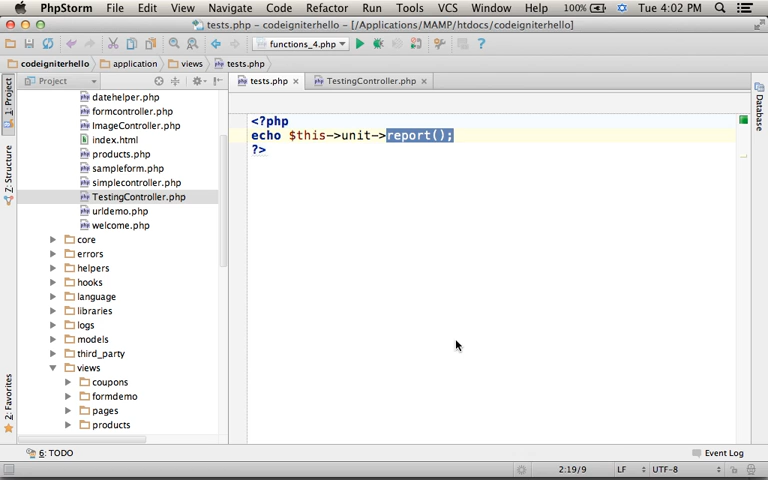 PhpStorm File Edit View Navigate Code Refactor Run Tools VCS Window Help 100% Tue 4:02 PM
tests.php - codeigniterhello - [/Applications/MAMP/htdocs/codeigniterhello]
functions_4.php
codeigniterhello application views tests.php
Project
tests.php TestingController.php
1: Project
Z: Structure
2: Favorites
Database
datehelper.php
formcontroller.php
ImageController.php
index.html
products.php
sampleform.php
simplecontroller.php
TestingController.php
urldemo.php
welcome.php
core
errors
helpers
hooks
language
libraries
logs
models
third_party
views
coupons
formdemo
pages
products
<?php
echo $this->unit->report();
?>
6: TODO
Event Log
2:19/9 LF UTF-8